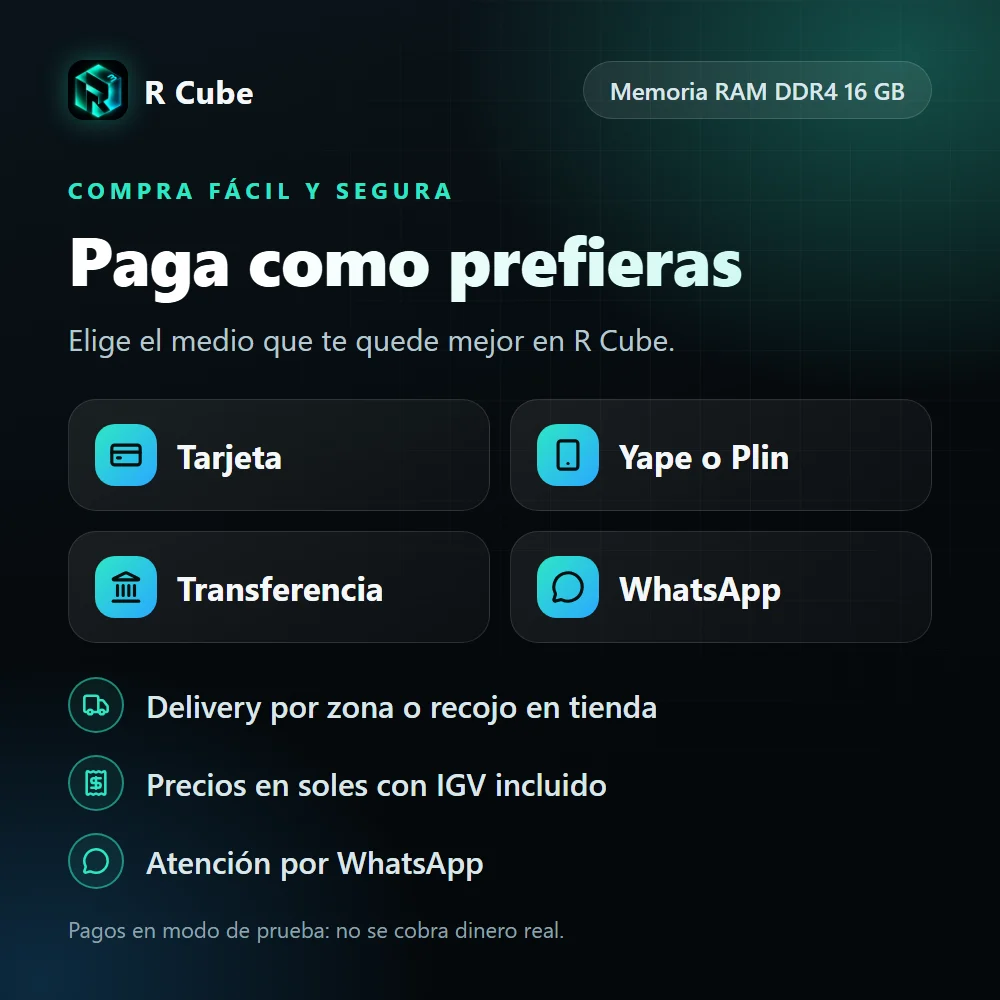 R Cube
Memoria RAM DDR4 16 GB
COMPRA FÁCIL Y SEGURA
Paga como prefieras
Elige el medio que te quede mejor en R Cube.
Tarjeta
Yape o Plin
Transferencia
WhatsApp
Delivery por zona o recojo en tienda
Precios en soles con IGV incluido
Atención por WhatsApp
Pagos en modo de prueba: no se cobra dinero real.